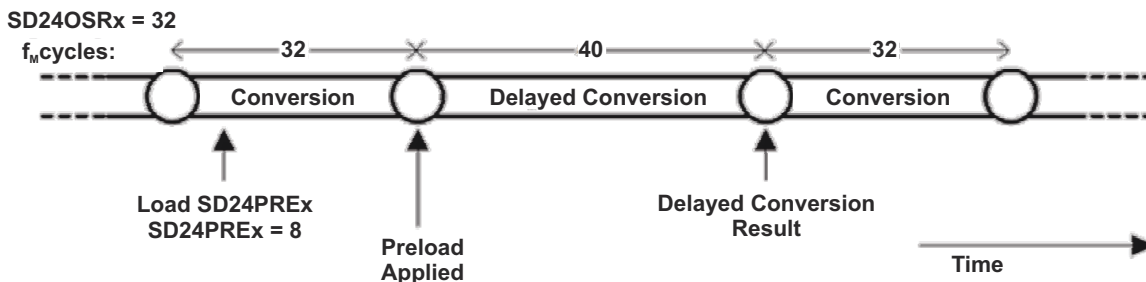 SD24OSRx = 32
fMcycles:
32
40
32
Conversion
Delayed Conversion
Conversion
Load SD24PREx
SD24PREx = 8
Delayed Conversion
Result
Preload
Applied
Time